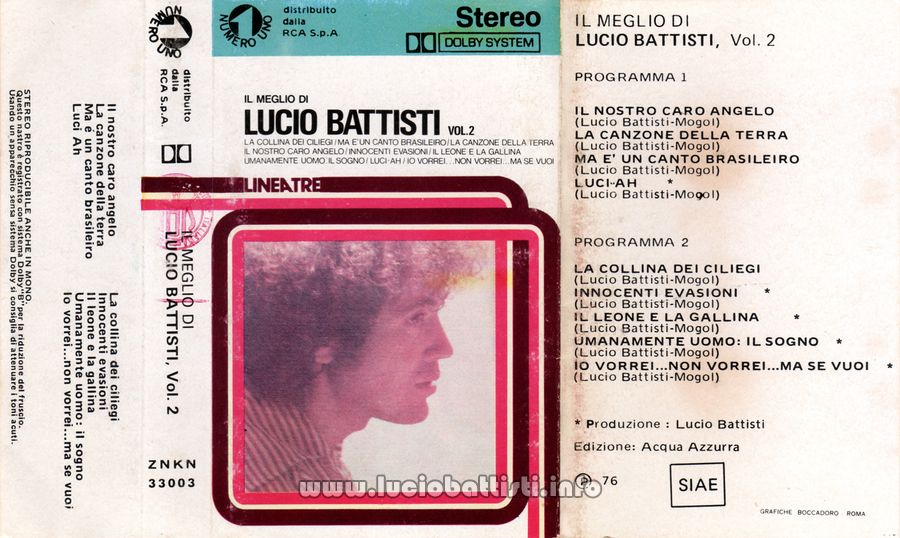 STEREO RIPRODUCIBILE ANCHE IN MONO.
Questo nastro è registrato con sistema Dolby "B" per la riduzione del fruscio.
Usando un apparecchio sensa sistema Dolby si consiglia di attenuare i toni acuti.
Il nostro caro angelo
La canzone della terra
Ma é un canto brasileiro
Luci Ah
La collina dei ciliegi
Innocenti evasioni
Il leone e la gallina
Umanamente uomo: il sogno
Io vorrei...non vorrei...ma se vuoi
NUMERO UNO
1
distribuito
dalla
RCA S.p.A.
IL MEGLIO DI
LUCIO BATTISTI, Vol. 2
ZNKN
33003
NUMERO UNO
1
distribuito
dalla
RCA S.p.A.
Stereo
DOLBY SYSTEM
IL MEGLIO DI
LUCIO BATTISTI VOL.2
LA COLLINA DEI CILIEGI/MA E' UN CANTO BRASILEIRO/LA CANZONE DELLA TERRA
IL NOSTRO CARO ANGELO/INNOCENTI EVASIONI/IL LEONE E LA GALLINA
UMANAMENTE UOMO: IL SOGNO/LUCI-AH/IO VORREI...NON VORREI...MA SE VUOI
LINEATRE
www.luciobattisti.info
IL MEGLIO DI
LUCIO BATTISTI, Vol. 2
PROGRAMMA 1
IL NOSTRO CARO ANGELO
(Lucio Battisti-Mogol)
LA CANZONE DELLA TERRA
(Lucio Battisti-Mogol)
MA E' UN CANTO BRASILEIRO
(Lucio Battisti-Mogol)
LUCI-AH *
(Lucio Battisti-Mogol)
PROGRAMMA 2
LA COLLINA DEI CILIEGI
(Lucio Battisti-Mogol)
INNOCENTI EVASIONI *
(Lucio Battisti-Mogol)
IL LEONE E LA GALLINA *
(Lucio Battisti-Mogol)
UMANAMENTE UOMO: IL SOGNO *
(Lucio Battisti-Mogol)
IO VORREI...NON VORREI...MA SE VUOI *
(Lucio Battisti-Mogol)
* Produzione : Lucio Battisti
Edizione: Acqua Azzurra
℗ 76
SIAE
GRAFICHE BOCCADORO ROMA